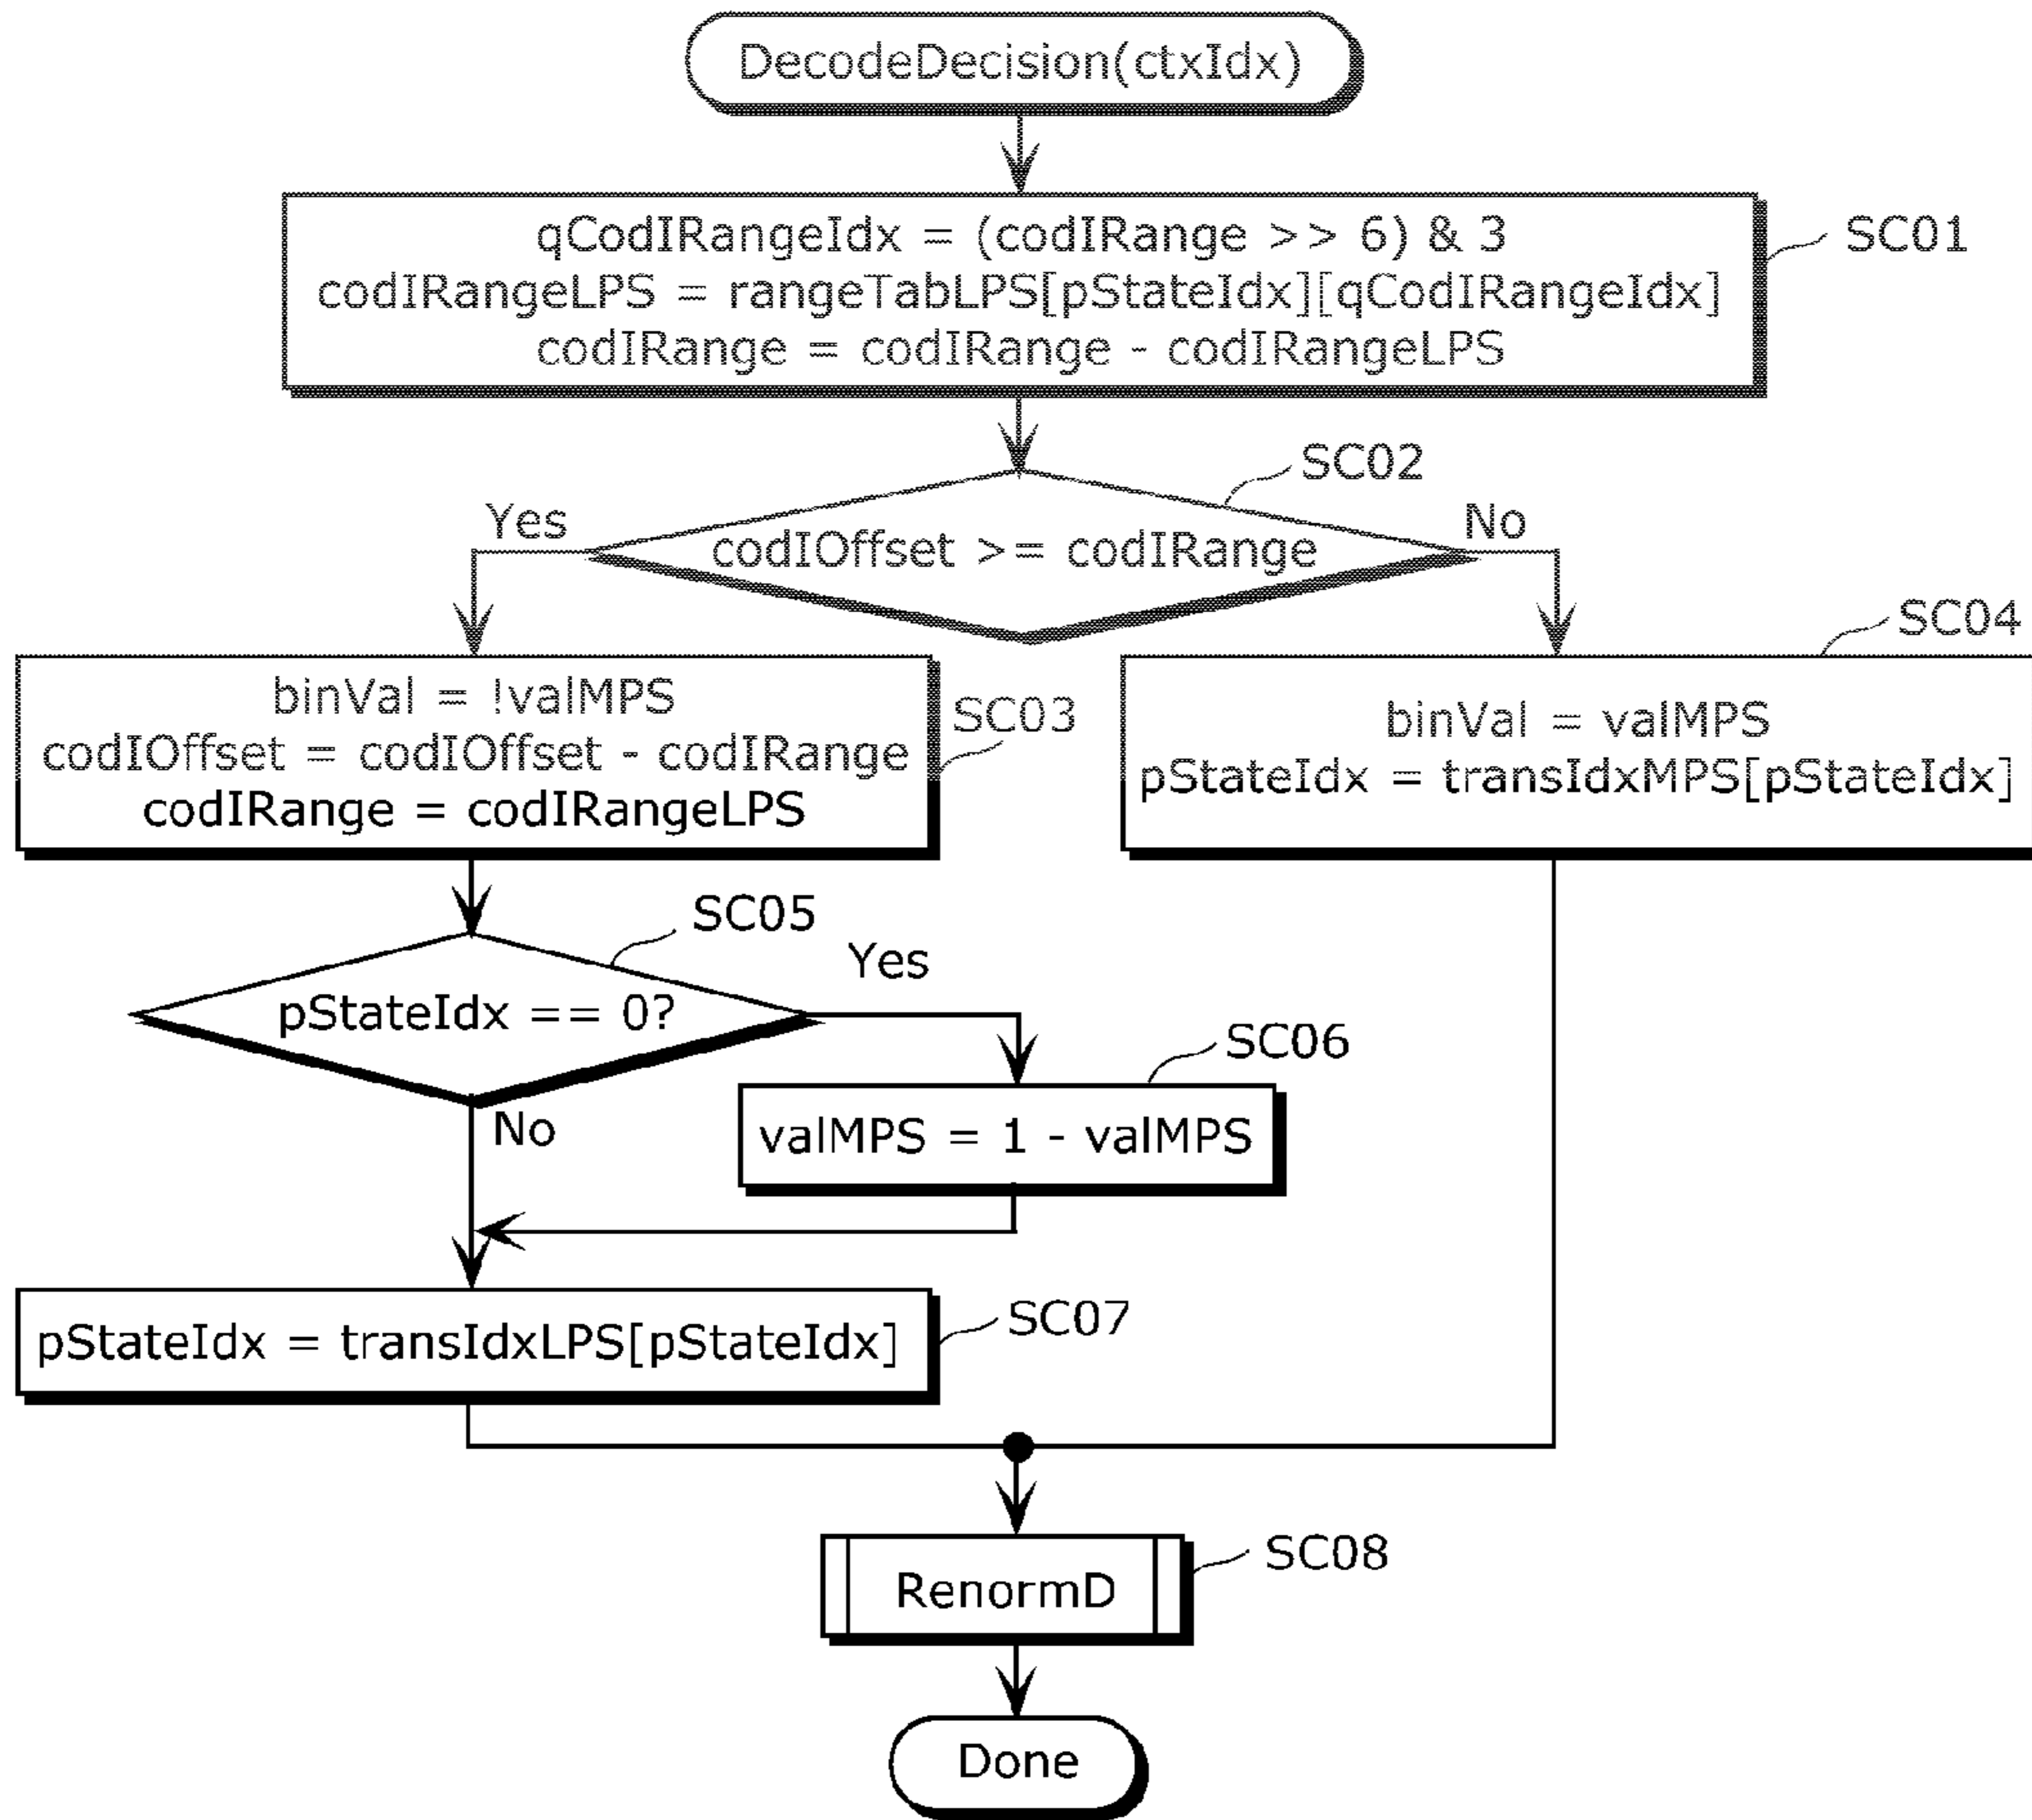 DecodeDecision(ctxIdx)
qCodIRangeIdx = (codIRange >> 6) & 3
codIRangeLPS = rangeTabLPS[pStateIdx][qCodIRangeIdx]
codIRange = codIRange - codIRangeLPS
SC01
SC02
Yes
codIOffset >= codIRange
No
SC04
binVal = !valMPS
codIOffset = codIOffset - codIRange
codIRange = codIRangeLPS
SC03
binVal = valMPS
pStateIdx = transIdxMPS[pStateIdx]
SC05
Yes
pStateIdx == 0?
No
SC06
valMPS = 1 - valMPS
pStateIdx = transIdxLPS[pStateIdx]
SC07
RenormD
SC08
Done